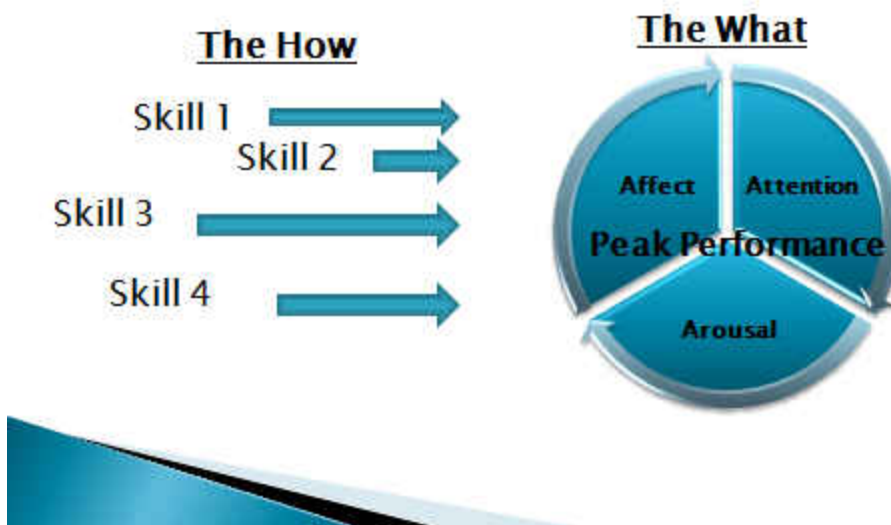 The How
Skill 1
Skill 2
Skill 3
Skill 4
The What
Affect
Attention
Peak Performance
Arousal